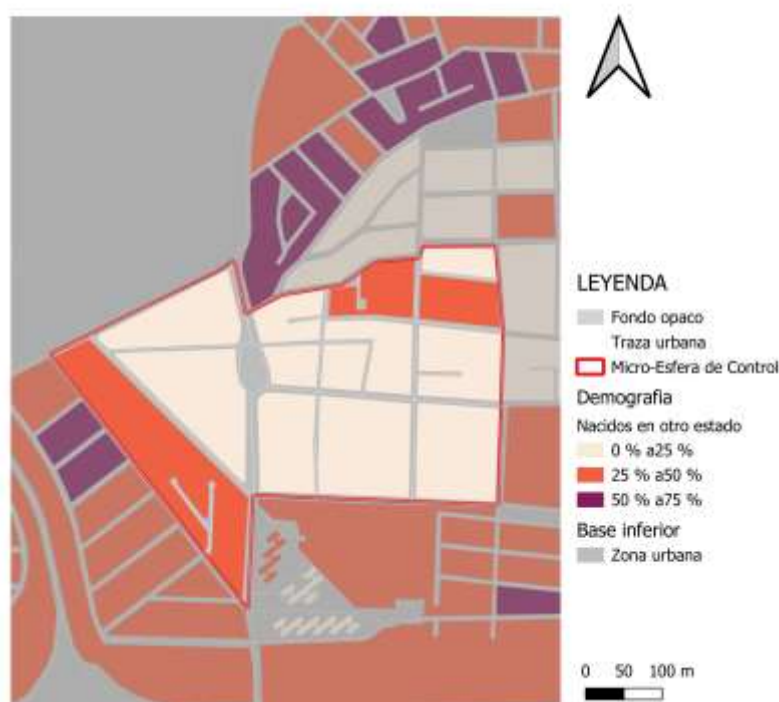 LEYENDA
Fondo opaco
Traza urbana
Micro-Esfera de Control
Demografia
Nacidos en otro estado
0 % a25 %
25 % a50 %
50 % a75 %
Base inferior
Zona urbana
0 50 100 m